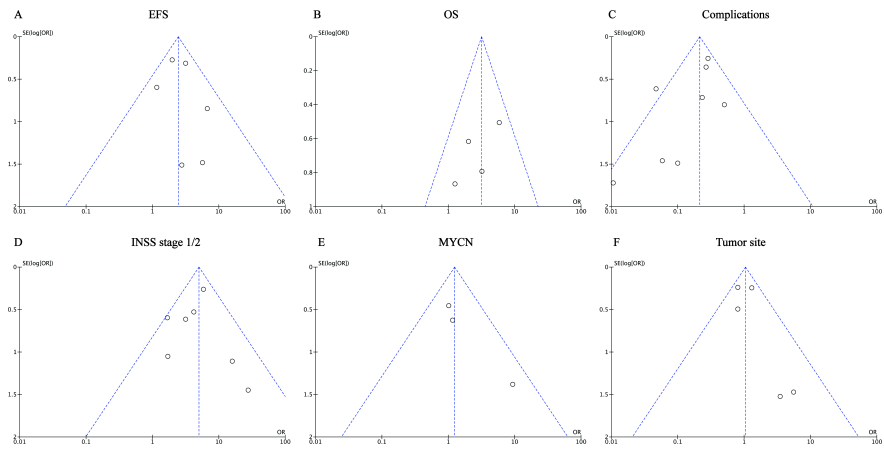 A EFS
SE(log[OR])
0
0.5
1
1.5
2
OR
0.01 0.1 1 10 100
B OS
SE(log[OR])
0
0.2
0.4
0.6
0.8
1
OR
0.01 0.1 1 10 100
C Complications
SE(log[OR])
0
0.5
1
1.5
2
OR
0.01 0.1 1 10 100
D INSS stage 1/2
SE(log[OR])
0
0.5
1
1.5
2
OR
0.01 0.1 1 10 100
E MYCN
SE(log[OR])
0
0.5
1
1.5
2
OR
0.01 0.1 1 10 100
F Tumor site
SE(log[OR])
0
0.5
1
1.5
2
OR
0.01 0.1 1 10 100